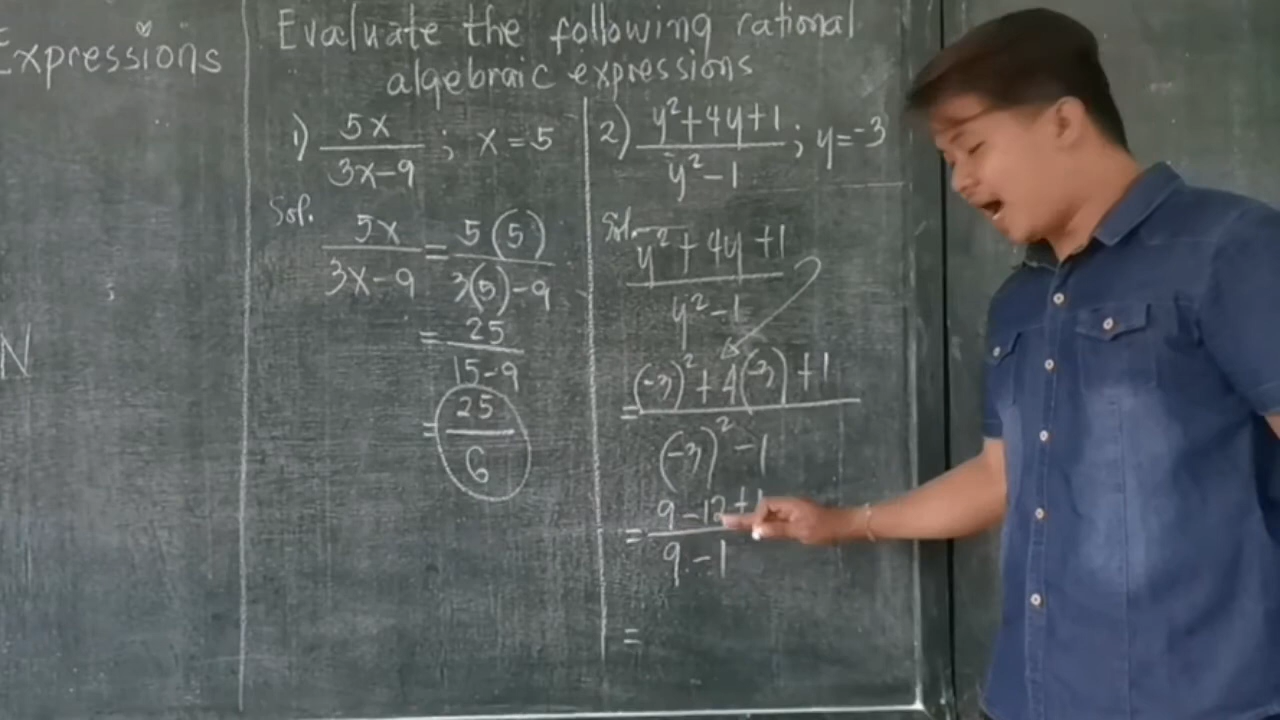 Expressions
N
Evaluate the following rational
algebraic expressions
1) 5x / 3x-9 ; x=5
Sol.
5x / 3x-9 = 5(5) / 3(5)-9
= 25 / 15-9
= 25 / 6
2) y²+4y+1 / y²-1 ; y=-3
Sol.
y²+4y+1 / y²-1
= (-3)²+4(-3)+1 / (-3)²-1
= 9-12+1 / 9-1
=